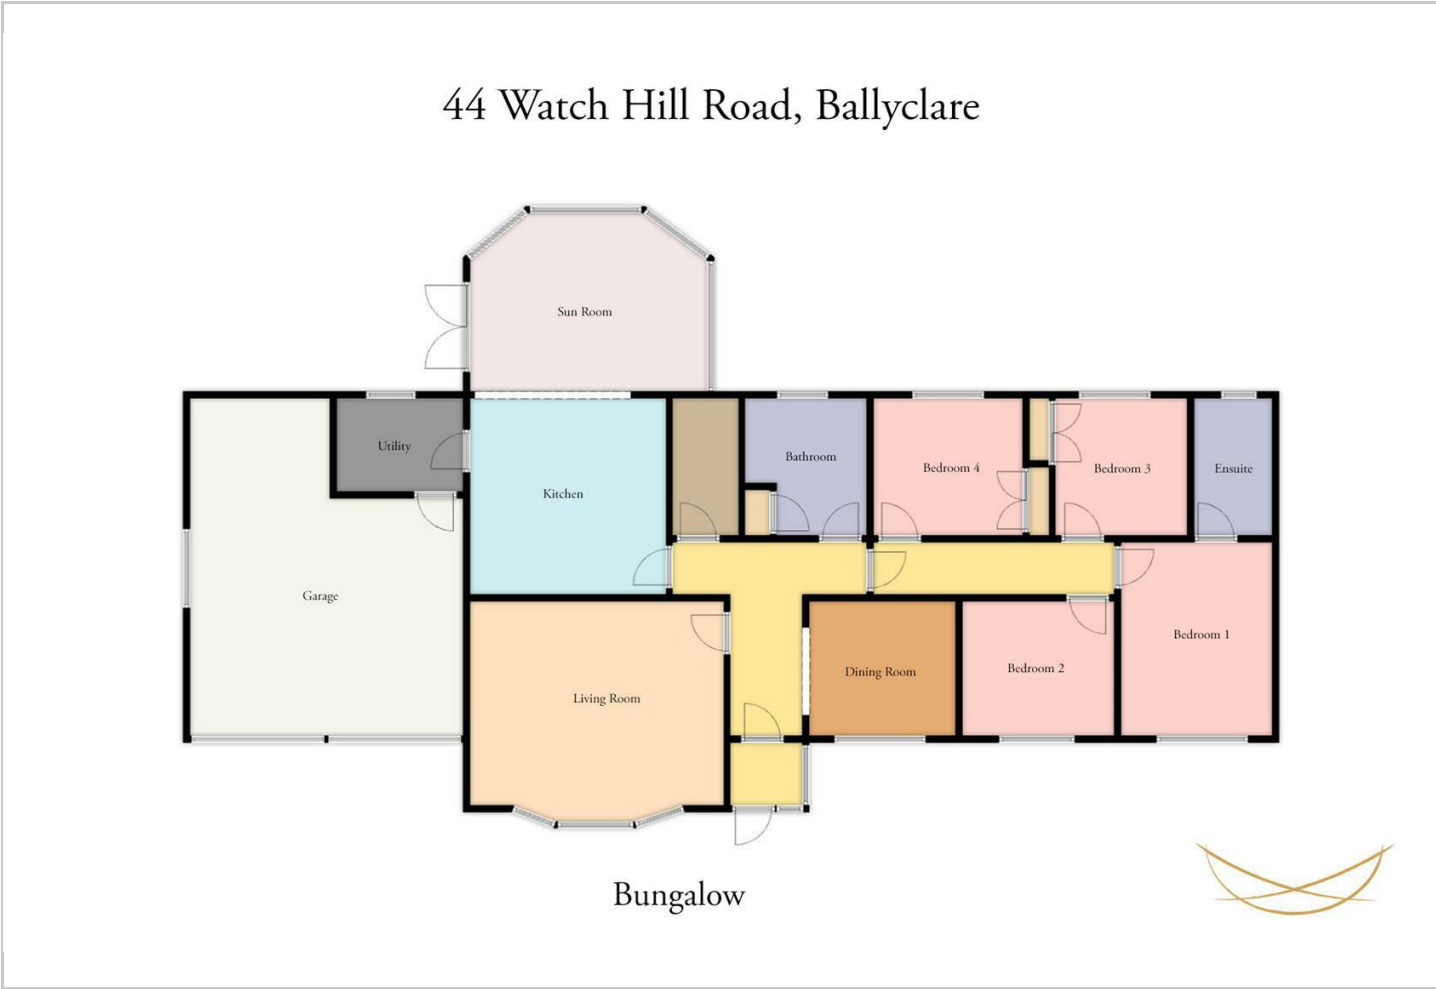 44 Watch Hill Road, Ballyclare
Sun Room
Utility
Kitchen
Bathroom
Bedroom 4
Bedroom 3
Ensuite
Garage
Living Room
Dining Room
Bedroom 2
Bedroom 1
Bungalow